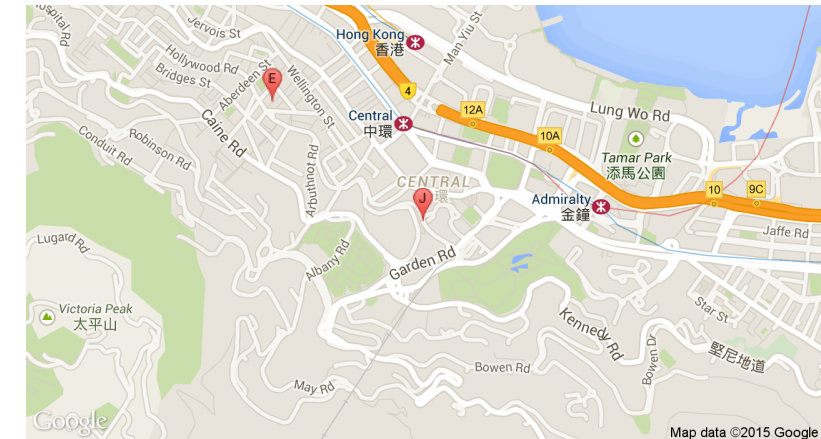 Jervois St
Hospital Rd
Hollywood Rd
Bridges St
Aberdeen St
E
Wellington St
Hong Kong
香港
Man Yiu St
4
12A
Lung Wo Rd
Central
中環
10A
Tamar Park
添馬公園
Caine Rd
Conduit Rd
Robinson Rd
Arbuthnot Rd
CENTRAL
環
J
Admiralty
金鐘
10
9C
Jaffe Rd
Lugard Rd
Albany Rd
Garden Rd
Victoria Peak
太平山
Star St
Kennedy Rd
堅尼地道
Bowen Rd
Bowen Dr
May Rd
Google
Map data ©2015 Google